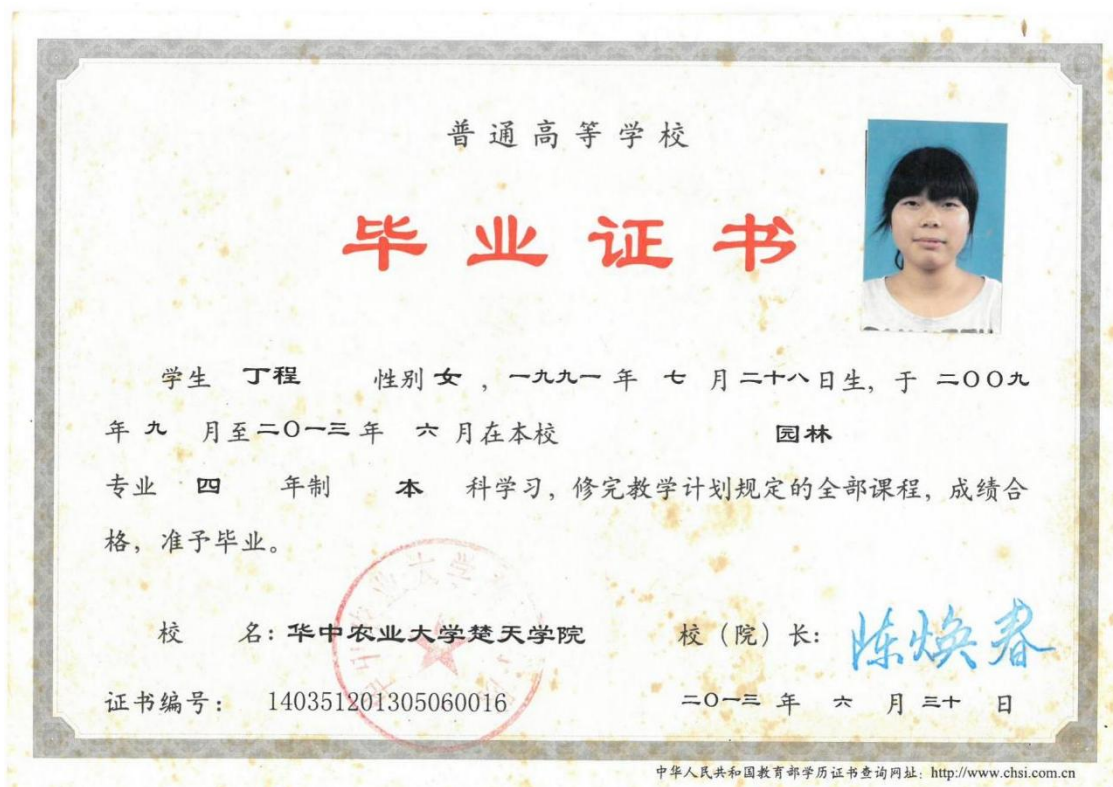 普通高等学校
毕业证书
学生 丁程 性别 女 ，一九九一 年 七 月 二十八 日生，于 二〇〇九
年 九 月至 二〇一三 年 六 月在本校 园林
专业 四 年制 本 科学习，修完教学计划规定的全部课程，成绩合
格，准予毕业。
校 名：华中农业大学楚天学院 校（院）长：陈焕春
证书编号： 140351201305060016 二〇一三 年 六 月 三十 日
中华人民共和国教育部学历证书查询网址：http://www.chsi.com.cn